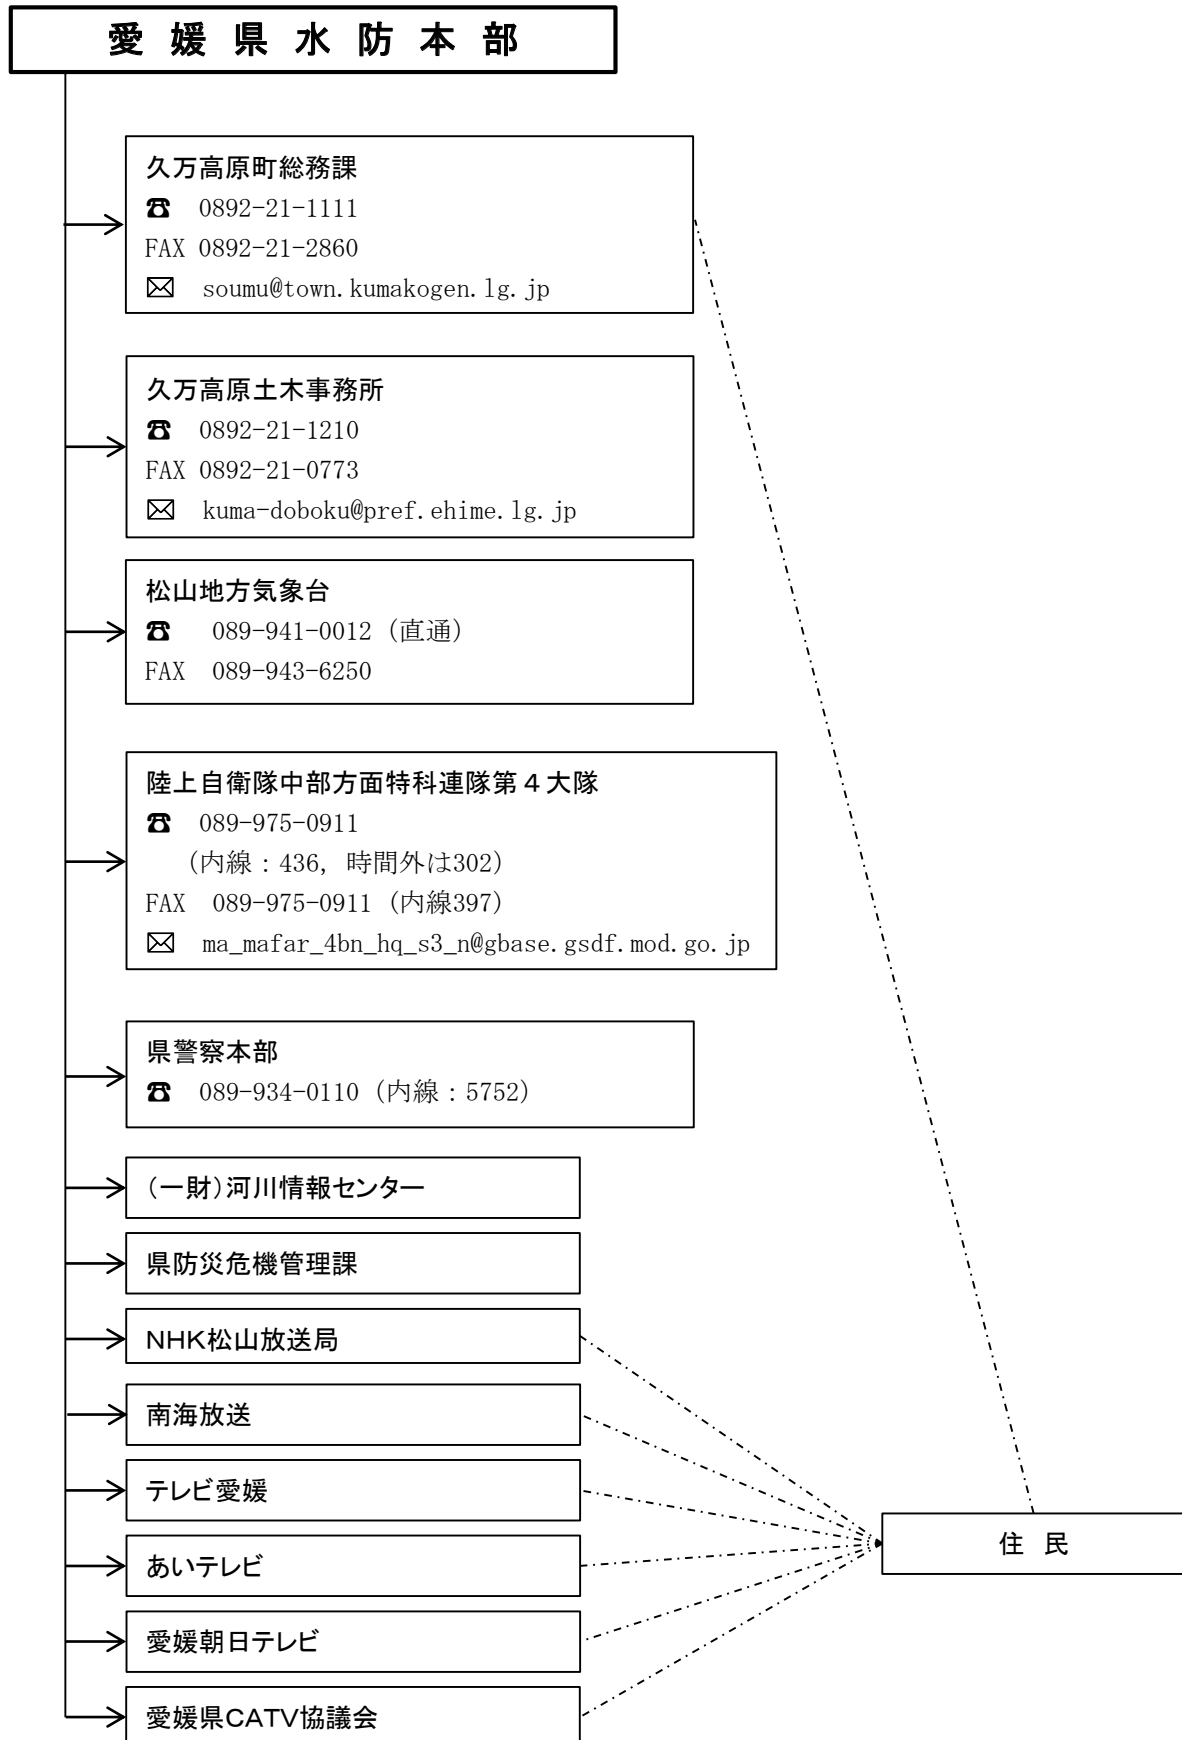 愛媛県水防本部
久万高原町総務課
☎ 0892-21-1111
FAX 0892-21-2860
✉ soumu@town.kumakogen.lg.jp
久万高原土木事務所
☎ 0892-21-1210
FAX 0892-21-0773
✉ kuma-doboku@pref.ehime.lg.jp
松山地方気象台
☎ 089-941-0012（直通）
FAX 089-943-6250
陸上自衛隊中部方面特科連隊第４大隊
☎ 089-975-0911
（内線：436，時間外は302）
FAX 089-975-0911（内線397）
✉ ma_mafar_4bn_hq_s3_n@gbase.gsdf.mod.go.jp
県警察本部
☎ 089-934-0110（内線：5752）
（一財）河川情報センター
県防災危機管理課
NHK松山放送局
南海放送
テレビ愛媛
あいテレビ
住民
愛媛朝日テレビ
愛媛県CATV協議会